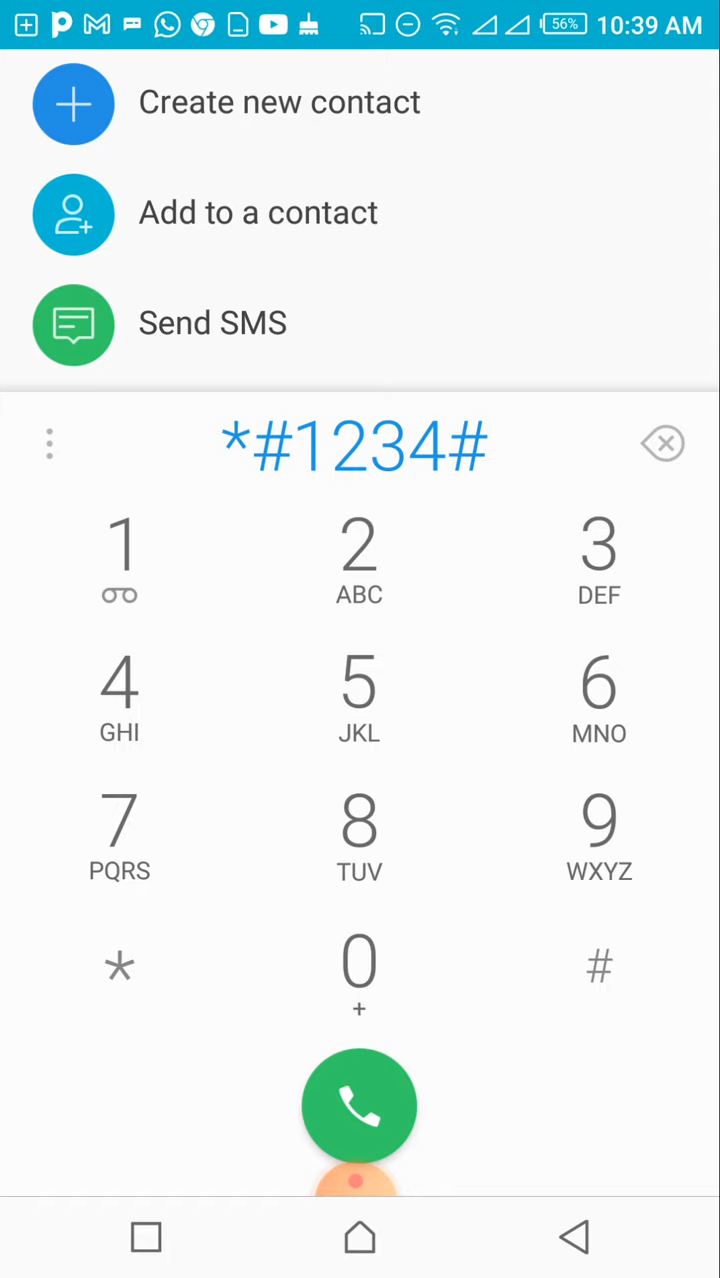 56% 10:39 AM
Create new contact
Add to a contact
Send SMS
*#1234#
1 2 3
ABC DEF
4 5 6
GHI JKL MNO
7 8 9
PQRS TUV WXYZ
* 0 #
+